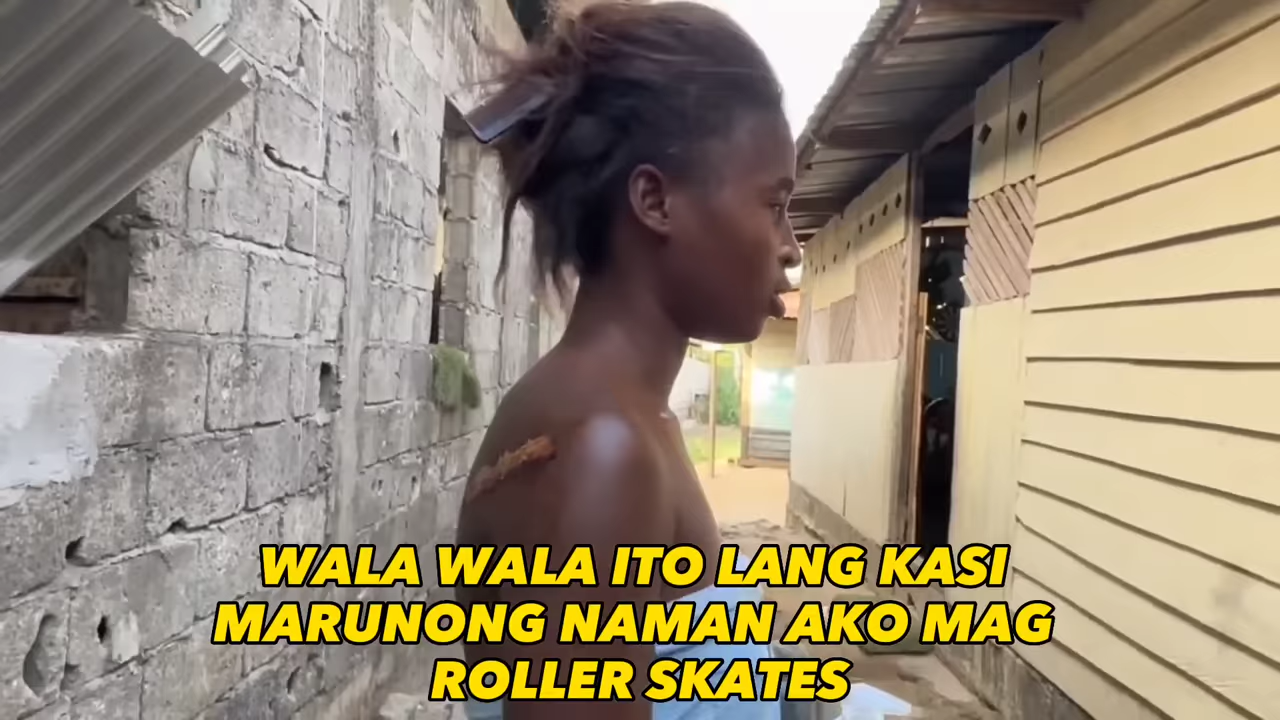 WALA WALA ITO LANG KASI
MARUNONG NAMAN AKO MAG
ROLLER SKATES